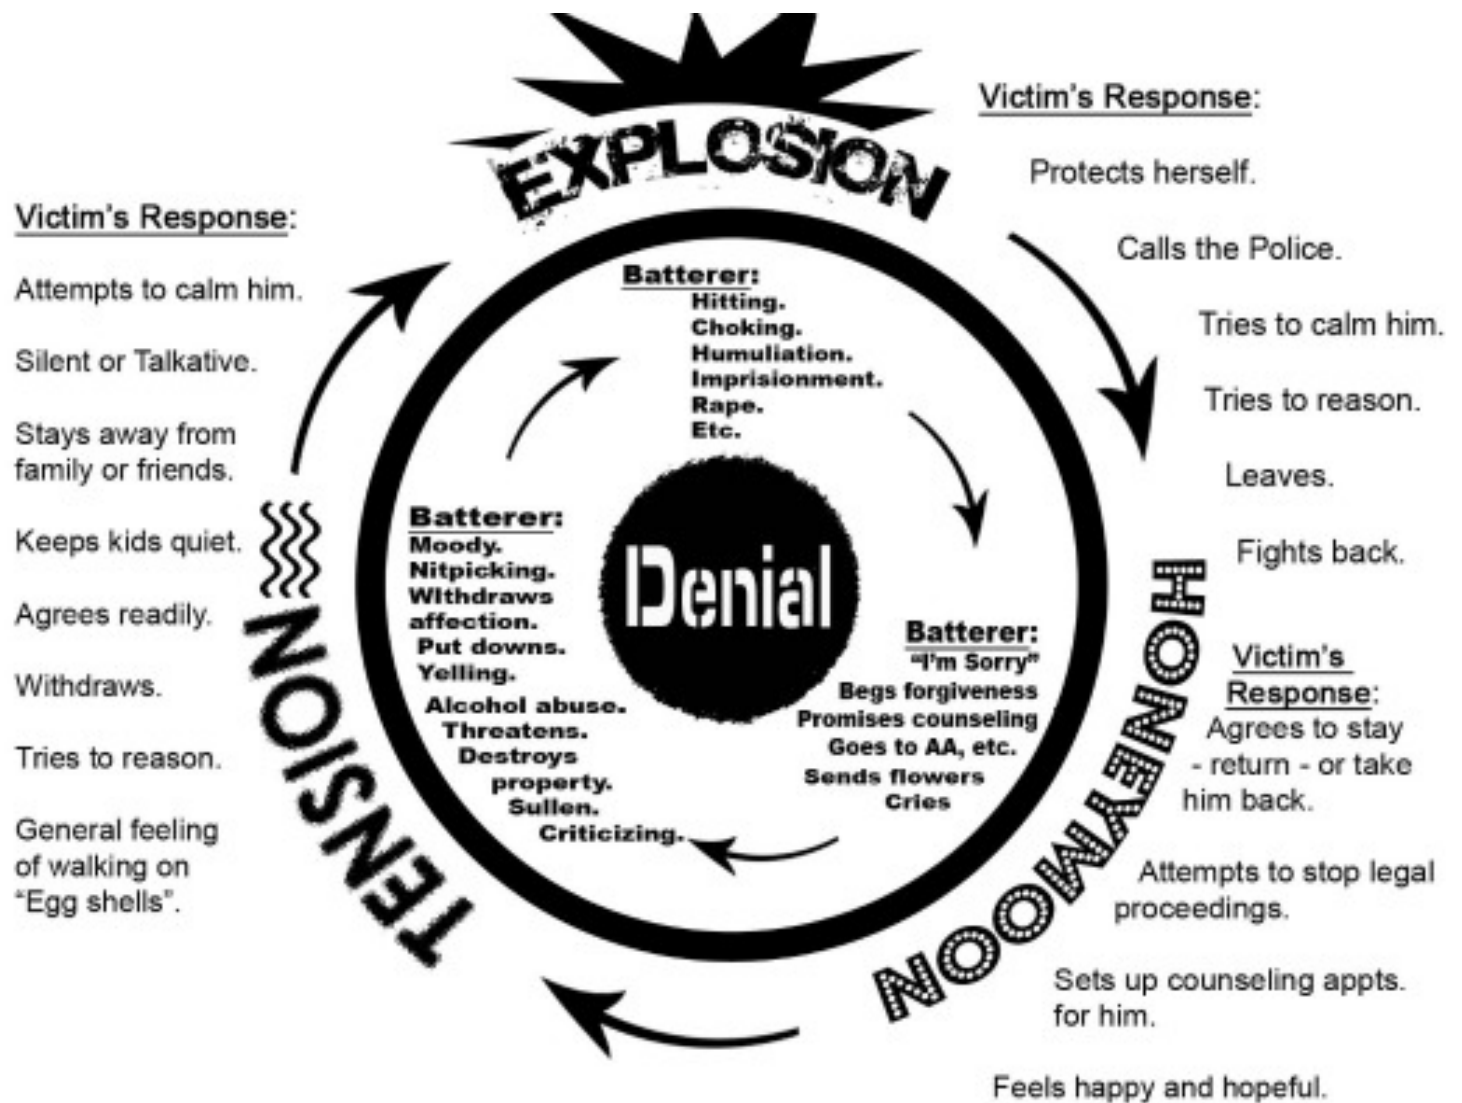 EXPLOSION
Victim's Response:
Protects herself.
Calls the Police.
Tries to calm him.
Tries to reason.
Leaves.
Fights back.
Victim's Response:
Attempts to calm him.
Silent or Talkative.
Stays away from
family or friends.
Keeps kids quiet.
Agrees readily.
Withdraws.
Tries to reason.
General feeling
of walking on
“Egg shells”.
TENSION
Batterer:
Hitting.
Choking.
Humuliation.
Imprisionment.
Rape.
Etc.
Batterer:
Moody.
Nitpicking.
WIthdraws
affection.
Put downs.
Yelling.
Alcohol abuse.
Threatens.
Destroys
property.
Sullen.
Criticizing.
Denial
Batterer:
“I'm Sorry”
Begs forgiveness
Promises counseling
Goes to AA, etc.
Sends flowers
Cries
HONEYMOON
Victim's
Response:
Agrees to stay
- return - or take
him back.
Attempts to stop legal
proceedings.
Sets up counseling appts.
for him.
Feels happy and hopeful.